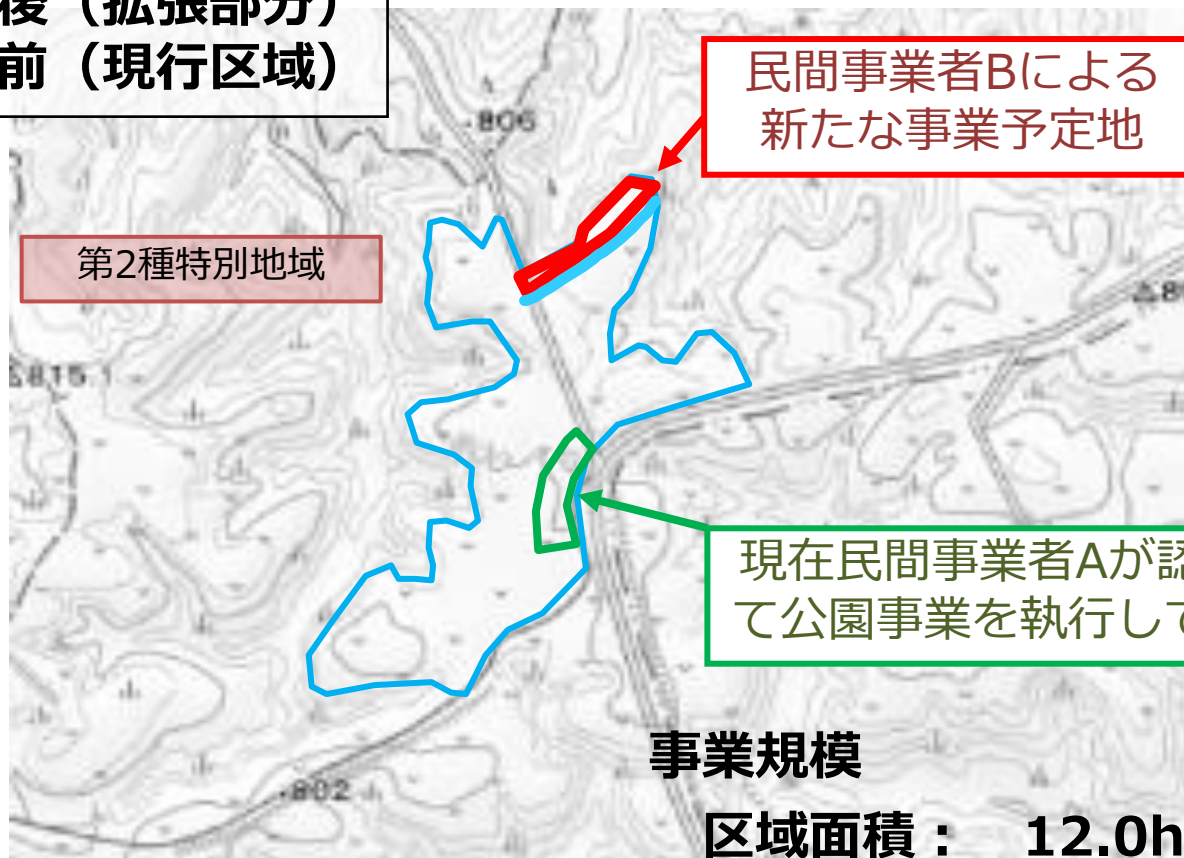 後（拡張部分）
前（現行区域）
民間事業者Bによる
新たな事業予定地
806
第2種特別地域
815.1
現在民間事業者Aが認
て公園事業を執行して
802
事業規模
区域面積： 12.0h